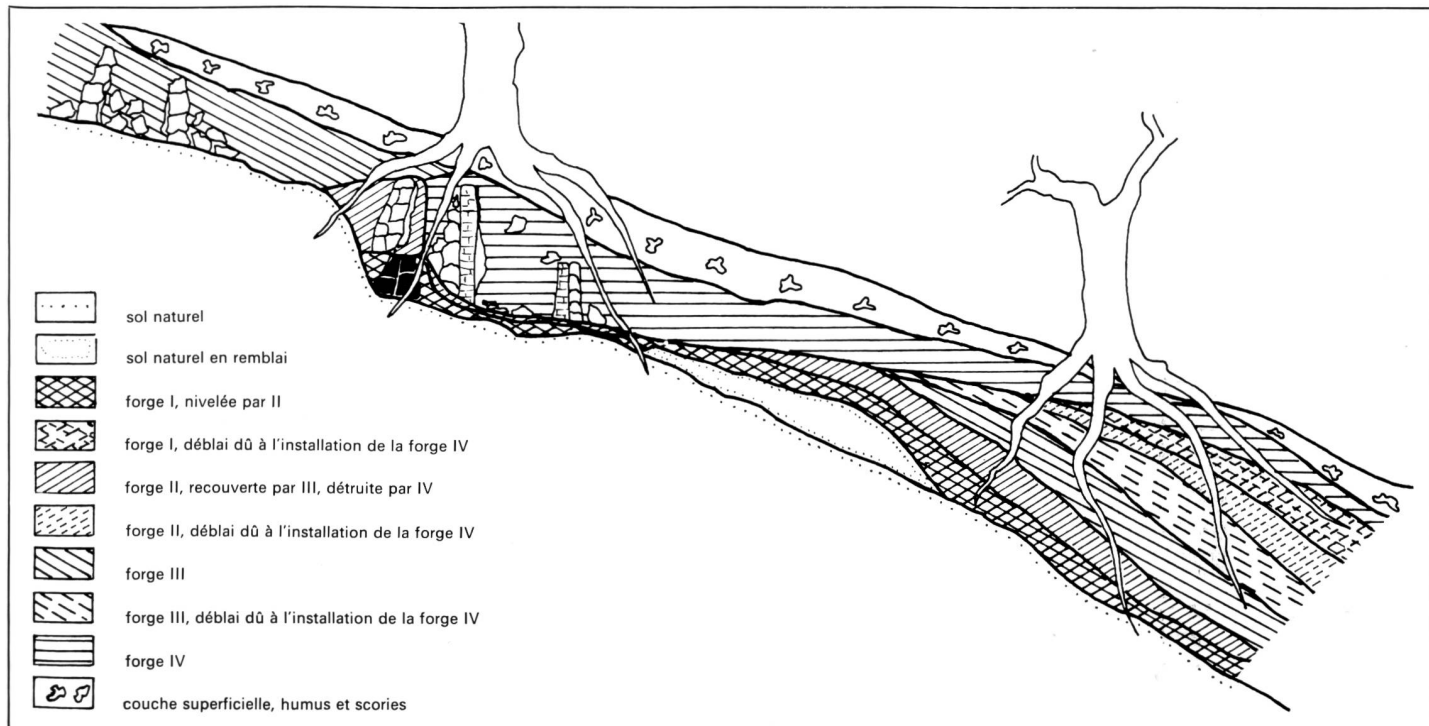 sol naturel
sol naturel en remblai
forge I, nivelée par II
forge I, déblai dû à l'installation de la forge IV
forge II, recouverte par III, détruite par IV
forge II, déblai dû à l'installation de la forge IV
forge III
forge III, déblai dû à l'installation de la forge IV
forge IV
couche superficielle, humus et scories